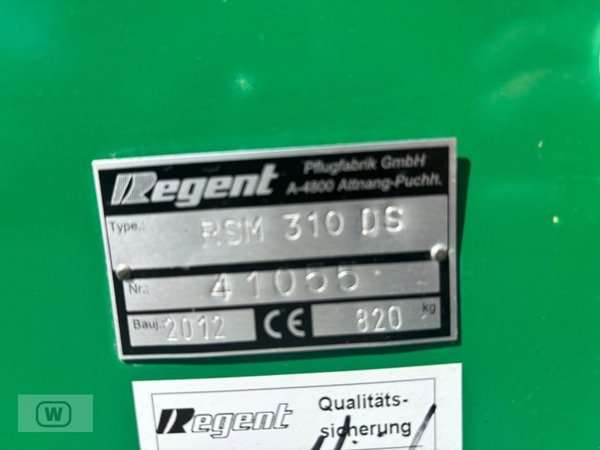 Regent
Pflugfabrik GmbH
A-4800 Attnang-Puchh.
Type.: RSM 310 DS
Nr.: 41055
Bauj.: 2012 CE 820 kg
Regent
Qualitäts-
sicherung
W